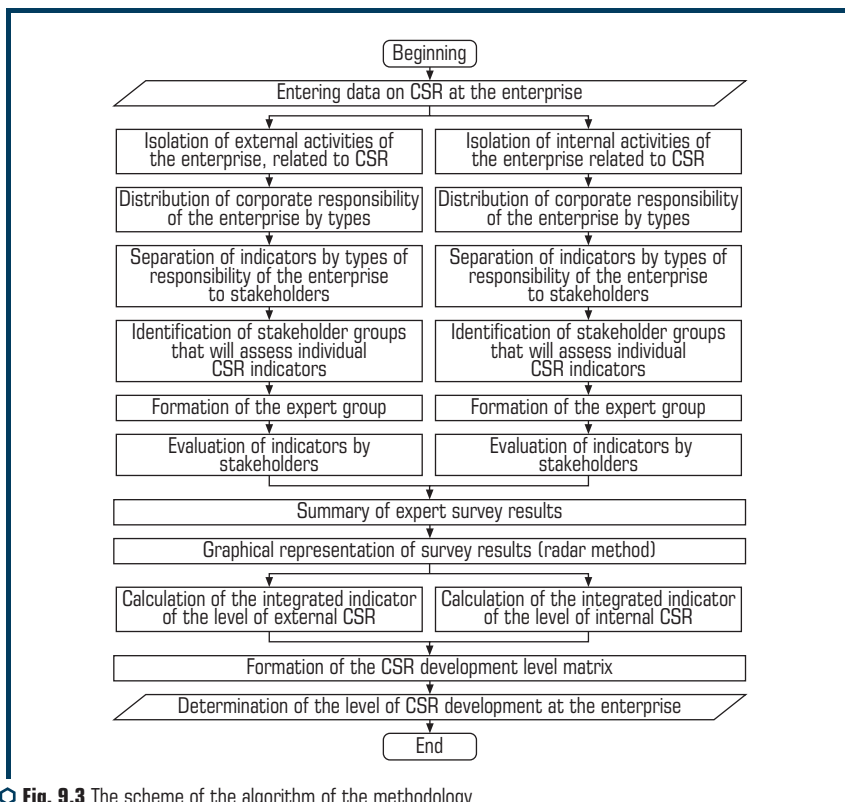 Beginning
Entering data on CSR at the enterprise
Isolation of external activities of
the enterprise, related to CSR
Isolation of internal activities of
the enterprise related to CSR
Distribution of corporate responsibility
of the enterprise by types
Distribution of corporate responsibility
of the enterprise by types
Separation of indicators by types of
responsibility of the enterprise
to stakeholders
Separation of indicators by types of
responsibility of the enterprise
to stakeholders
Identification of stakeholder groups
that will assess individual
CSR indicators
Identification of stakeholder groups
that will assess individual
CSR indicators
Formation of the expert group
Formation of the expert group
Evaluation of indicators by
stakeholders
Evaluation of indicators by
stakeholders
Summary of expert survey results
Graphical representation of survey results (radar method)
Calculation of the integrated indicator
of the level of external CSR
Calculation of the integrated indicator
of the level of internal CSR
Formation of the CSR development level matrix
Determination of the level of CSR development at the enterprise
End
Fig. 9.3 The scheme of the algorithm of the methodology